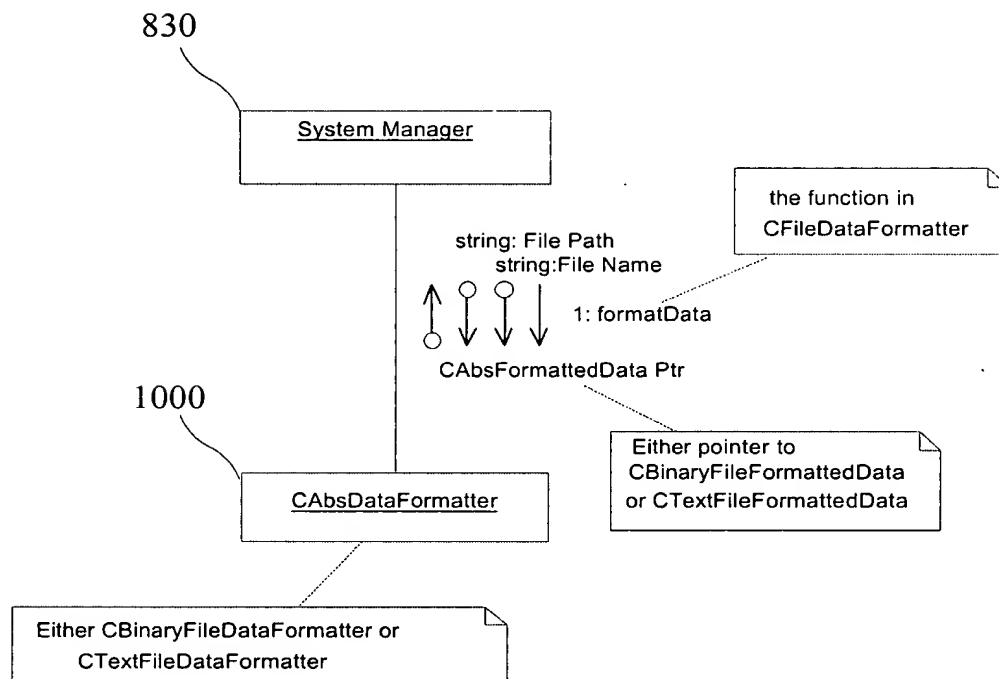 830
System Manager
the function in
CFileDataFormatter
string: File Path
string:File Name
1: formatData
CAbsFormattedData Ptr
1000
Either pointer to
CBinaryFileFormattedData
or CTextFileFormattedData
CAbsDataFormatter
Either CBinaryFileDataFormatter or
CTextFileDataFormatter